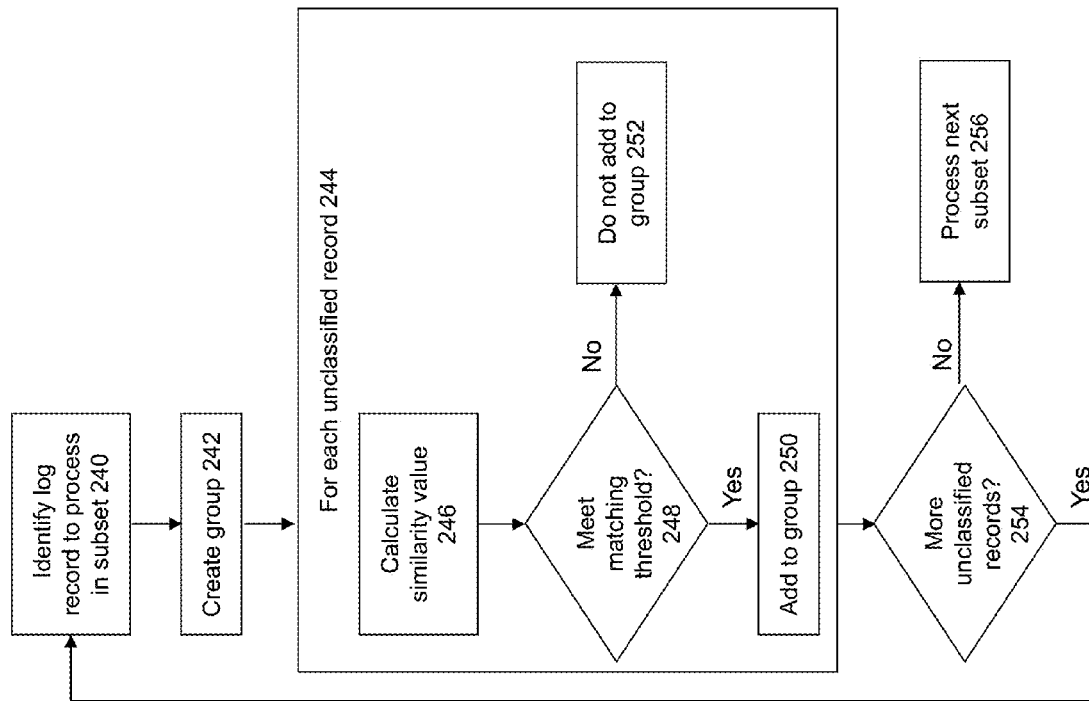 Identify log
record to process
in subset 240
Create group 242
For each unclassified record 244
Calculate
similarity value
246
Meet
matching
threshold?
248
No
Do not add to
group 252
Yes
Add to group 250
More
unclassified
records?
254
No
Process next
subset 256
Yes